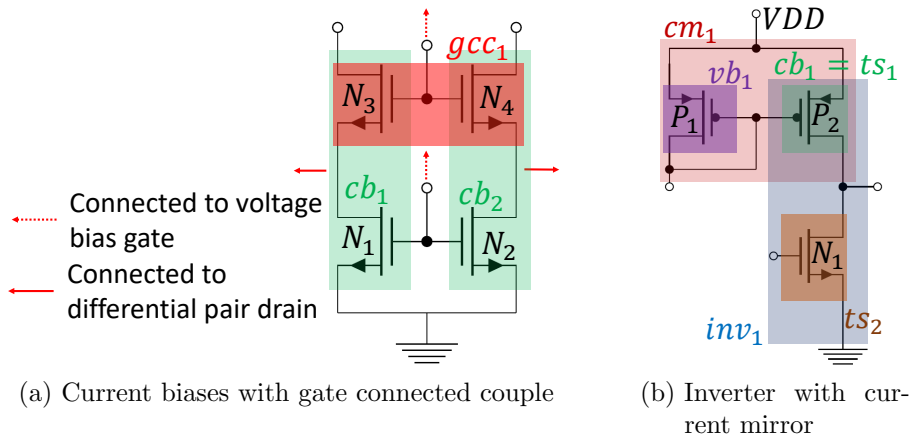 gcc₁
N₃
N₄
cb₁
cb₂
N₁
N₂
Connected to voltage
bias gate
Connected to
differential pair drain
(a) Current biases with gate connected couple
VDD
cm₁
vb₁
cb₁ = ts₁
P₁
P₂
N₁
ts₂
inv₁
(b) Inverter with cur-
rent mirror